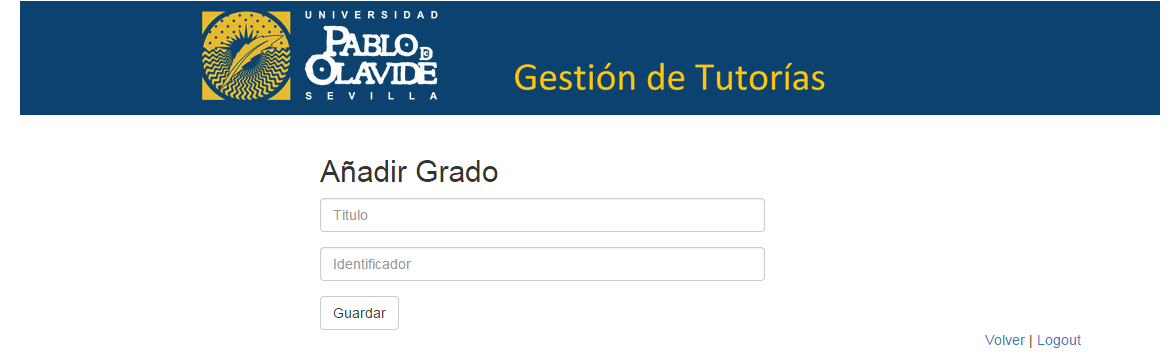 UNIVERSIDAD
PABLO DE
OLAVIDE
SEVILLA
Gestión de Tutorías
Añadir Grado
Titulo
Identificador
Guardar
Volver | Logout